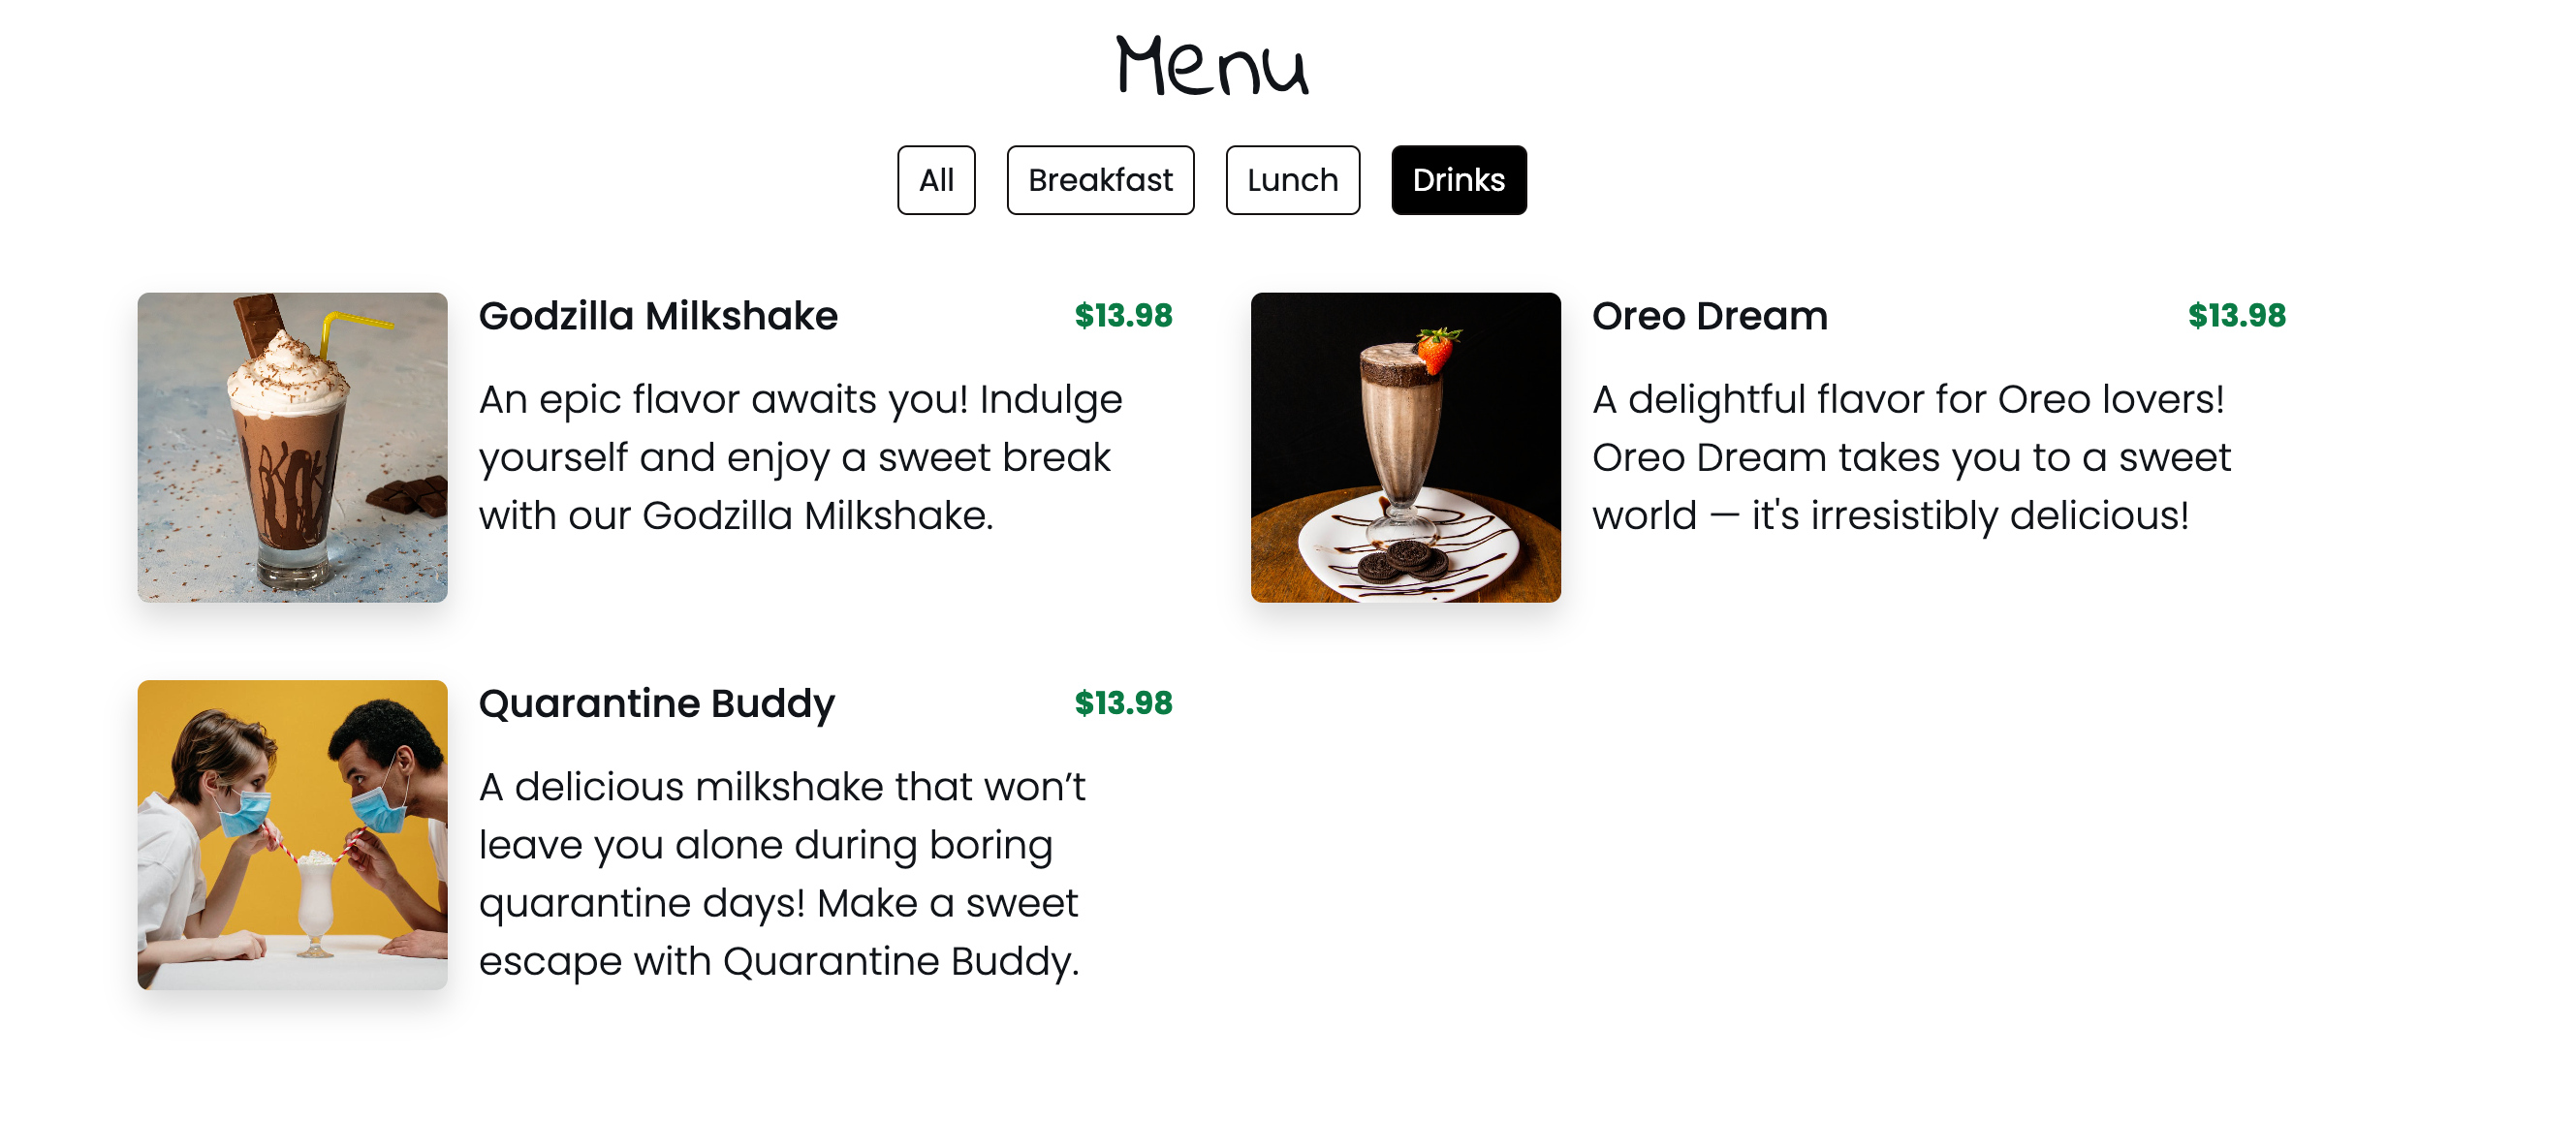 Menu
All
Breakfast
Lunch
Drinks
Godzilla Milkshake
$13.98
An epic flavor awaits you! Indulge
yourself and enjoy a sweet break
with our Godzilla Milkshake.
Oreo Dream
$13.98
A delightful flavor for Oreo lovers!
Oreo Dream takes you to a sweet
world — it's irresistibly delicious!
Quarantine Buddy
$13.98
A delicious milkshake that won’t
leave you alone during boring
quarantine days! Make a sweet
escape with Quarantine Buddy.